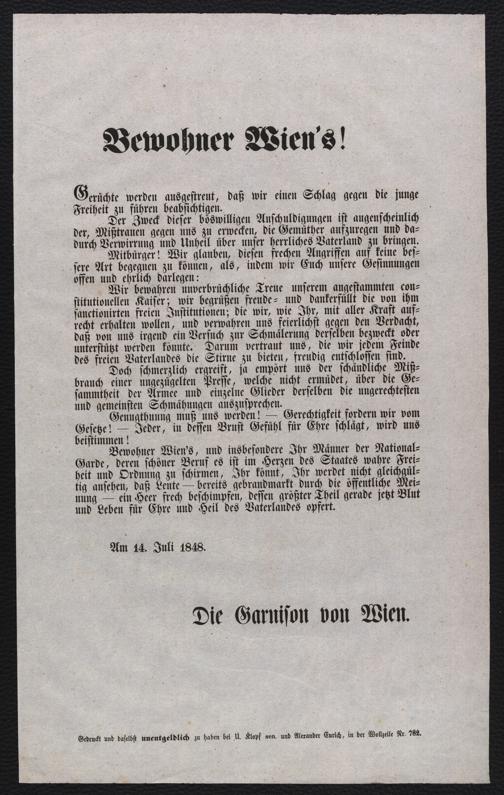 Bewohner Wien's!
Gerüchte werden ausgestreut, daß wir einen Schlag gegen die junge
Freiheit zu führen beabsichtigen.
Der Zweck dieser böswilligen Anschuldigungen ist augenscheinlich
der, Mißtrauen gegen uns zu erwecken, die Gemüther aufzuregen und da-
durch Verwirrung und Unheil über unser herrliches Vaterland zu bringen.
Mitbürger! Wir glauben, diesen frechen Angriffen auf keine bes-
sere Art begegnen zu können, als, indem wir Euch unsere Gesinnungen
offen und ehrlich darlegen:
Wir bewahren unverbrüchliche Treue unserem angestammten con-
stitutionellen Kaiser; wir begrüßen freude- und dankerfüllt die von ihm
sanctionirten freien Institutionen; die wir, wie Ihr, mit aller Kraft auf-
recht erhalten wollen, und verwahren uns feierlichst gegen den Verdacht,
daß von uns irgend ein Versuch zur Schmälerung derselben bezweckt oder
unterstützt werden könnte. Darum vertraut uns, die wir jedem Feinde
des freien Vaterlandes die Stirne zu bieten, freudig entschlossen sind.
Doch schmerzlich ergreift, ja empört uns der schändliche Miß-
brauch einer ungezügelten Presse, welche nicht ermüdet, über die Ge-
sammtheit der Armee und einzelne Glieder derselben die ungerechtesten
und gemeinsten Schmähungen auszusprechen.
Genugthuung muß uns werden! — Gerechtigkeit fordern wir vom
Gesetze! — Jeder, in dessen Brust Gefühl für Ehre schlägt, wird uns
beistimmen!
Bewohner Wien's, und insbesondere Ihr Männer der National-
Garde, deren schöner Beruf es ist im Herzen des Staates wahre Frei-
heit und Ordnung zu schirmen, Ihr könnt, Ihr werdet nicht gleichgül-
tig ansehen, daß Leute — bereits gebrandmarkt durch die öffentliche Mei-
nung — ein Heer frech beschimpfen, dessen größter Theil gerade jetzt Blut
und Leben für Ehre und Heil des Vaterlandes opfert.
Am 14. Juli 1848.
Die Garnison von Wien.
Gedruckt und daselbst unentgeldlich zu haben bei U. Klopf sen. und Alexander Eurich, in der Wollzeile Nr. 782.